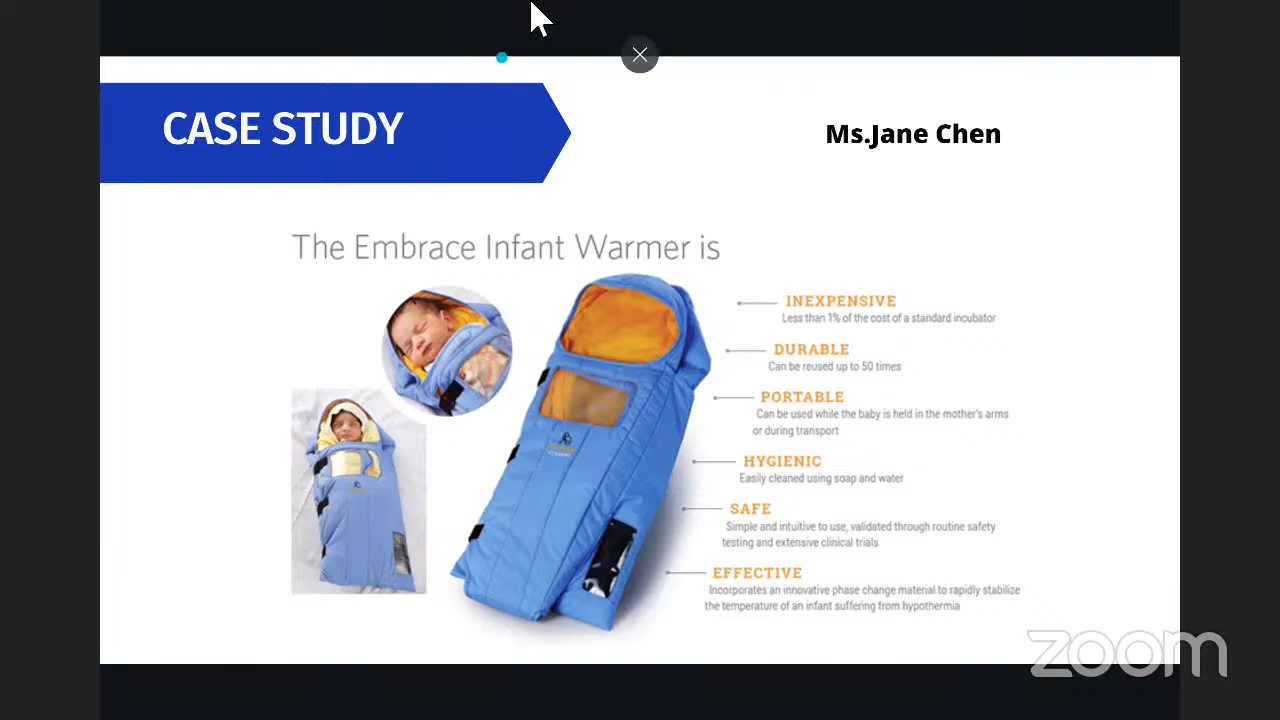 CASE STUDY
Ms.Jane Chen
The Embrace Infant Warmer is
INEXPENSIVE
Less than 1% of the cost of a standard incubator
DURABLE
Can be reused up to 50 times
PORTABLE
Can be used while the baby is held in the mother's arms
or during transport
HYGIENIC
Easily cleaned using soap and water
SAFE
Simple and intuitive to use, validated through routine safety
testing and extensive clinical trials
EFFECTIVE
Incorporates an innovative phase change material to rapidly stabilize
the temperature of an infant suffering from hypothermia
zoom